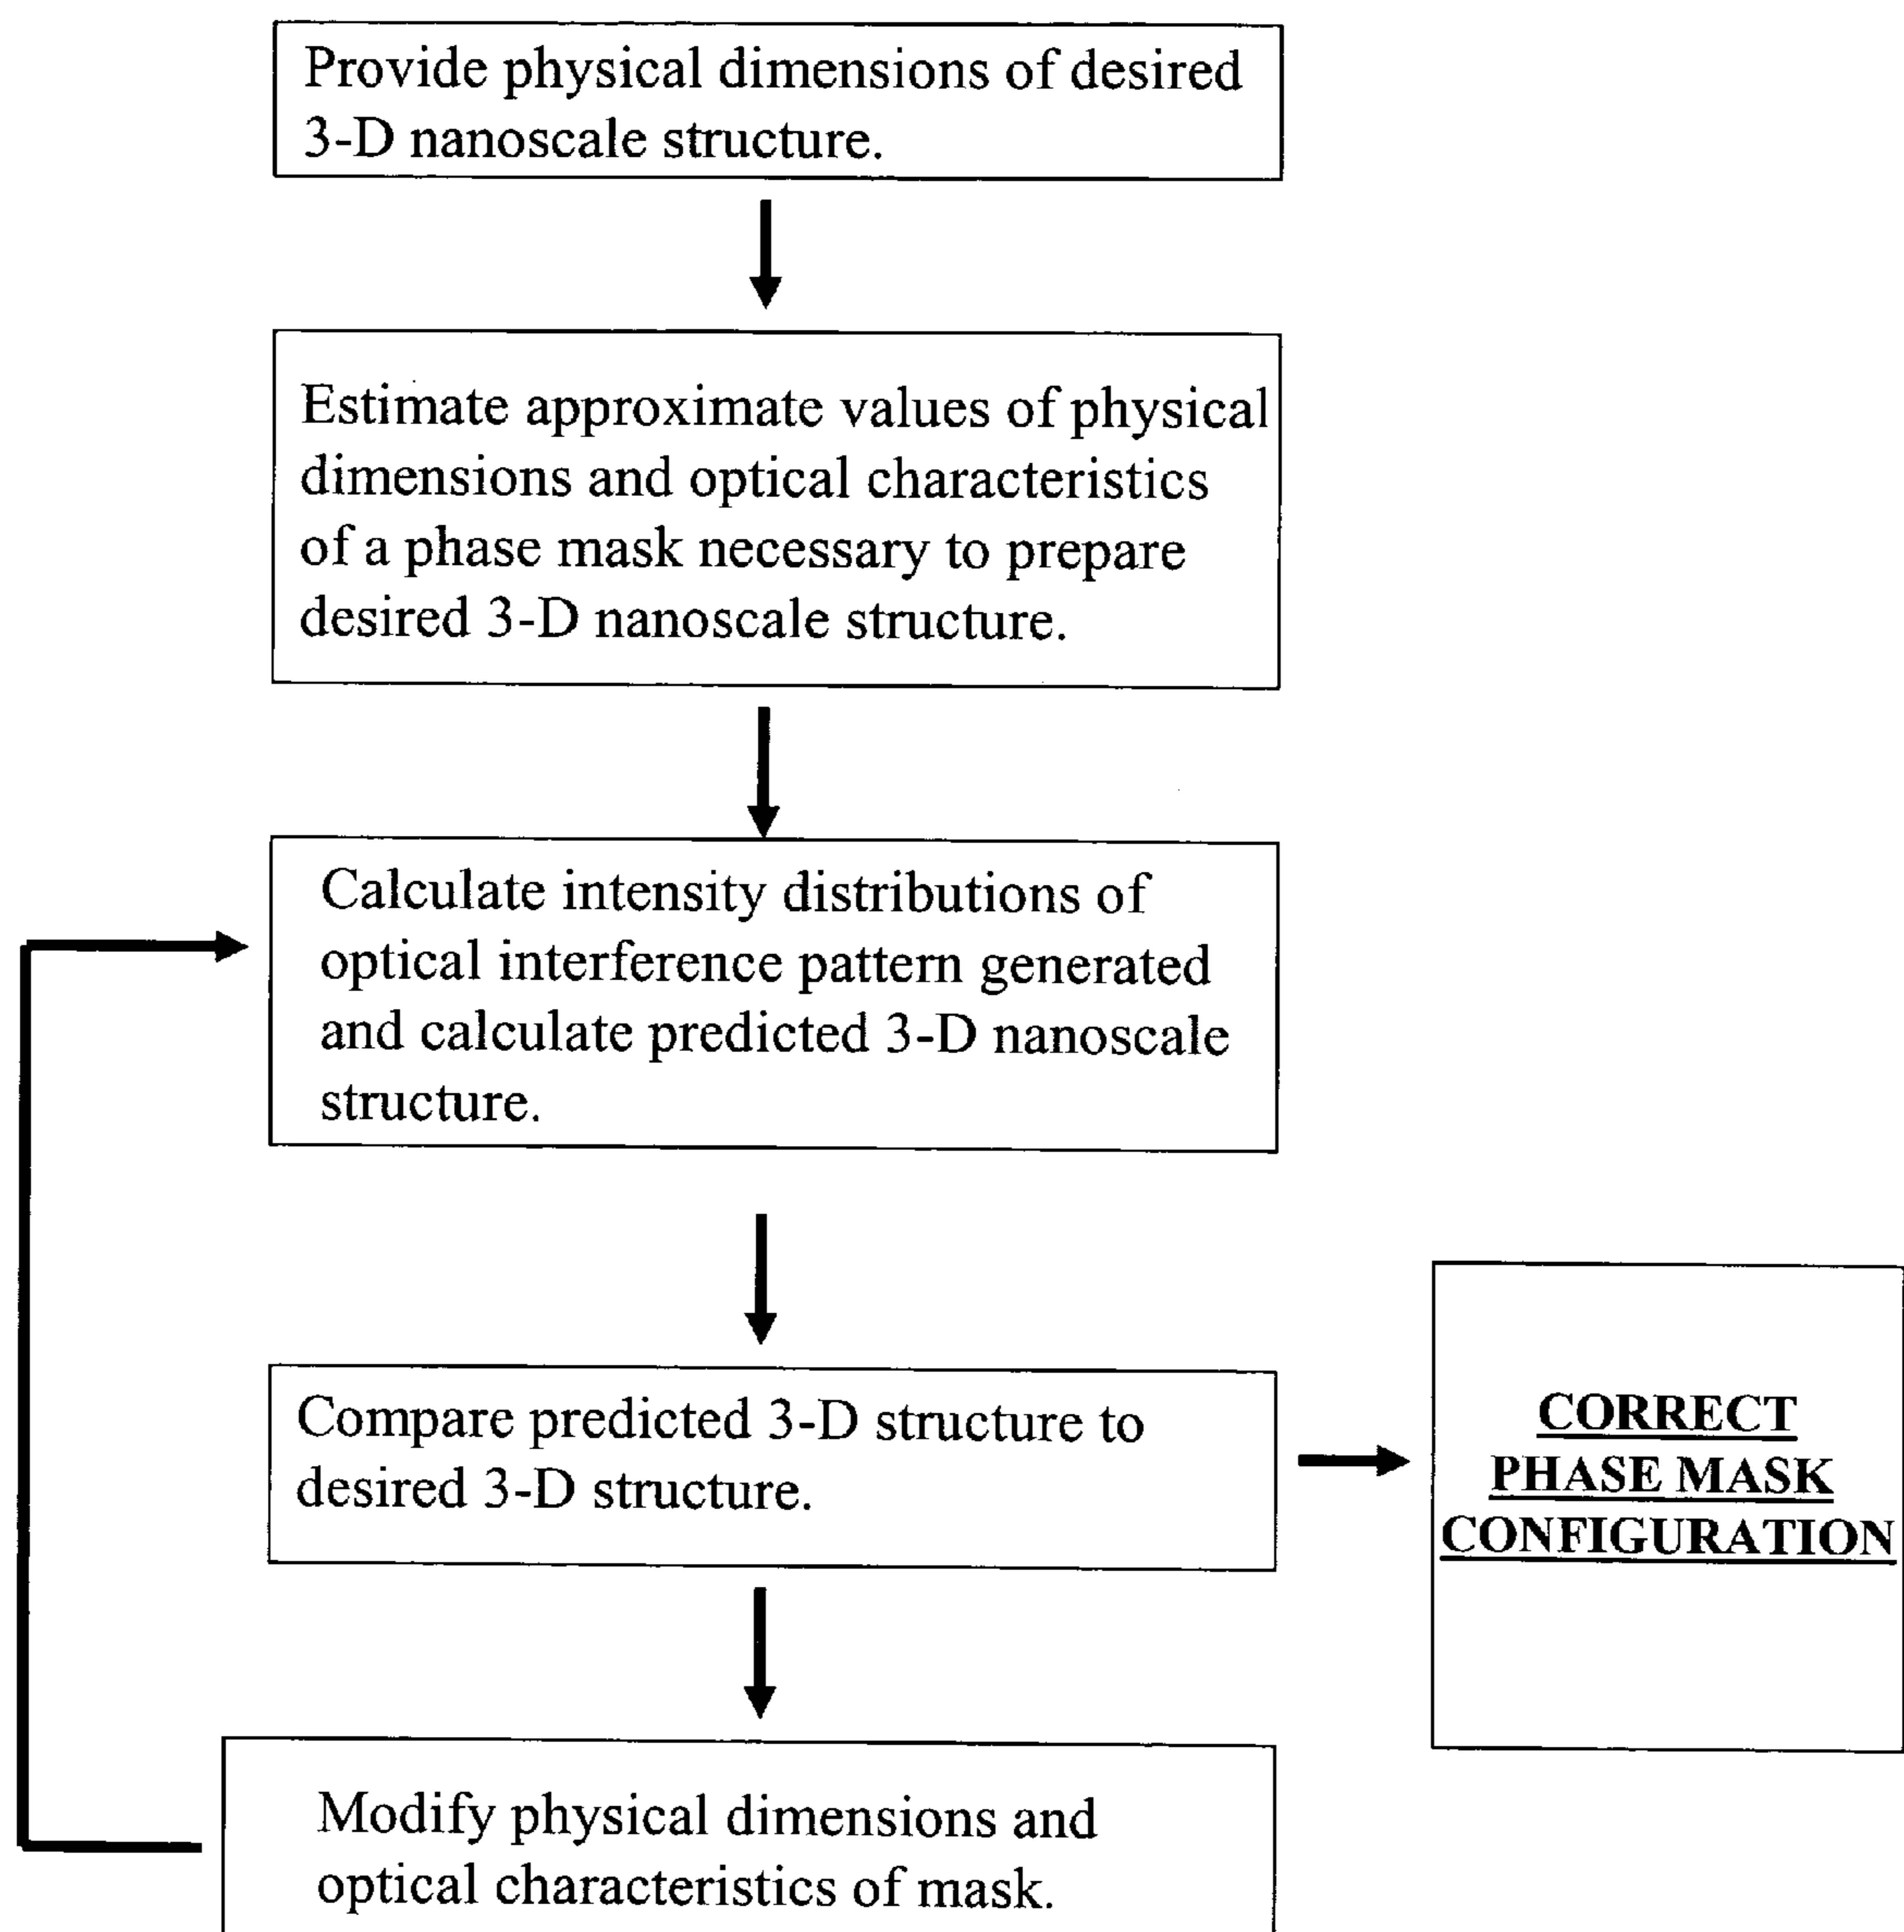 Provide physical dimensions of desired
3-D nanoscale structure.
Estimate approximate values of physical
dimensions and optical characteristics
of a phase mask necessary to prepare
desired 3-D nanoscale structure.
Calculate intensity distributions of
optical interference pattern generated
and calculate predicted 3-D nanoscale
structure.
Compare predicted 3-D structure to
desired 3-D structure.
CORRECT
PHASE MASK
CONFIGURATION
Modify physical dimensions and
optical characteristics of mask.